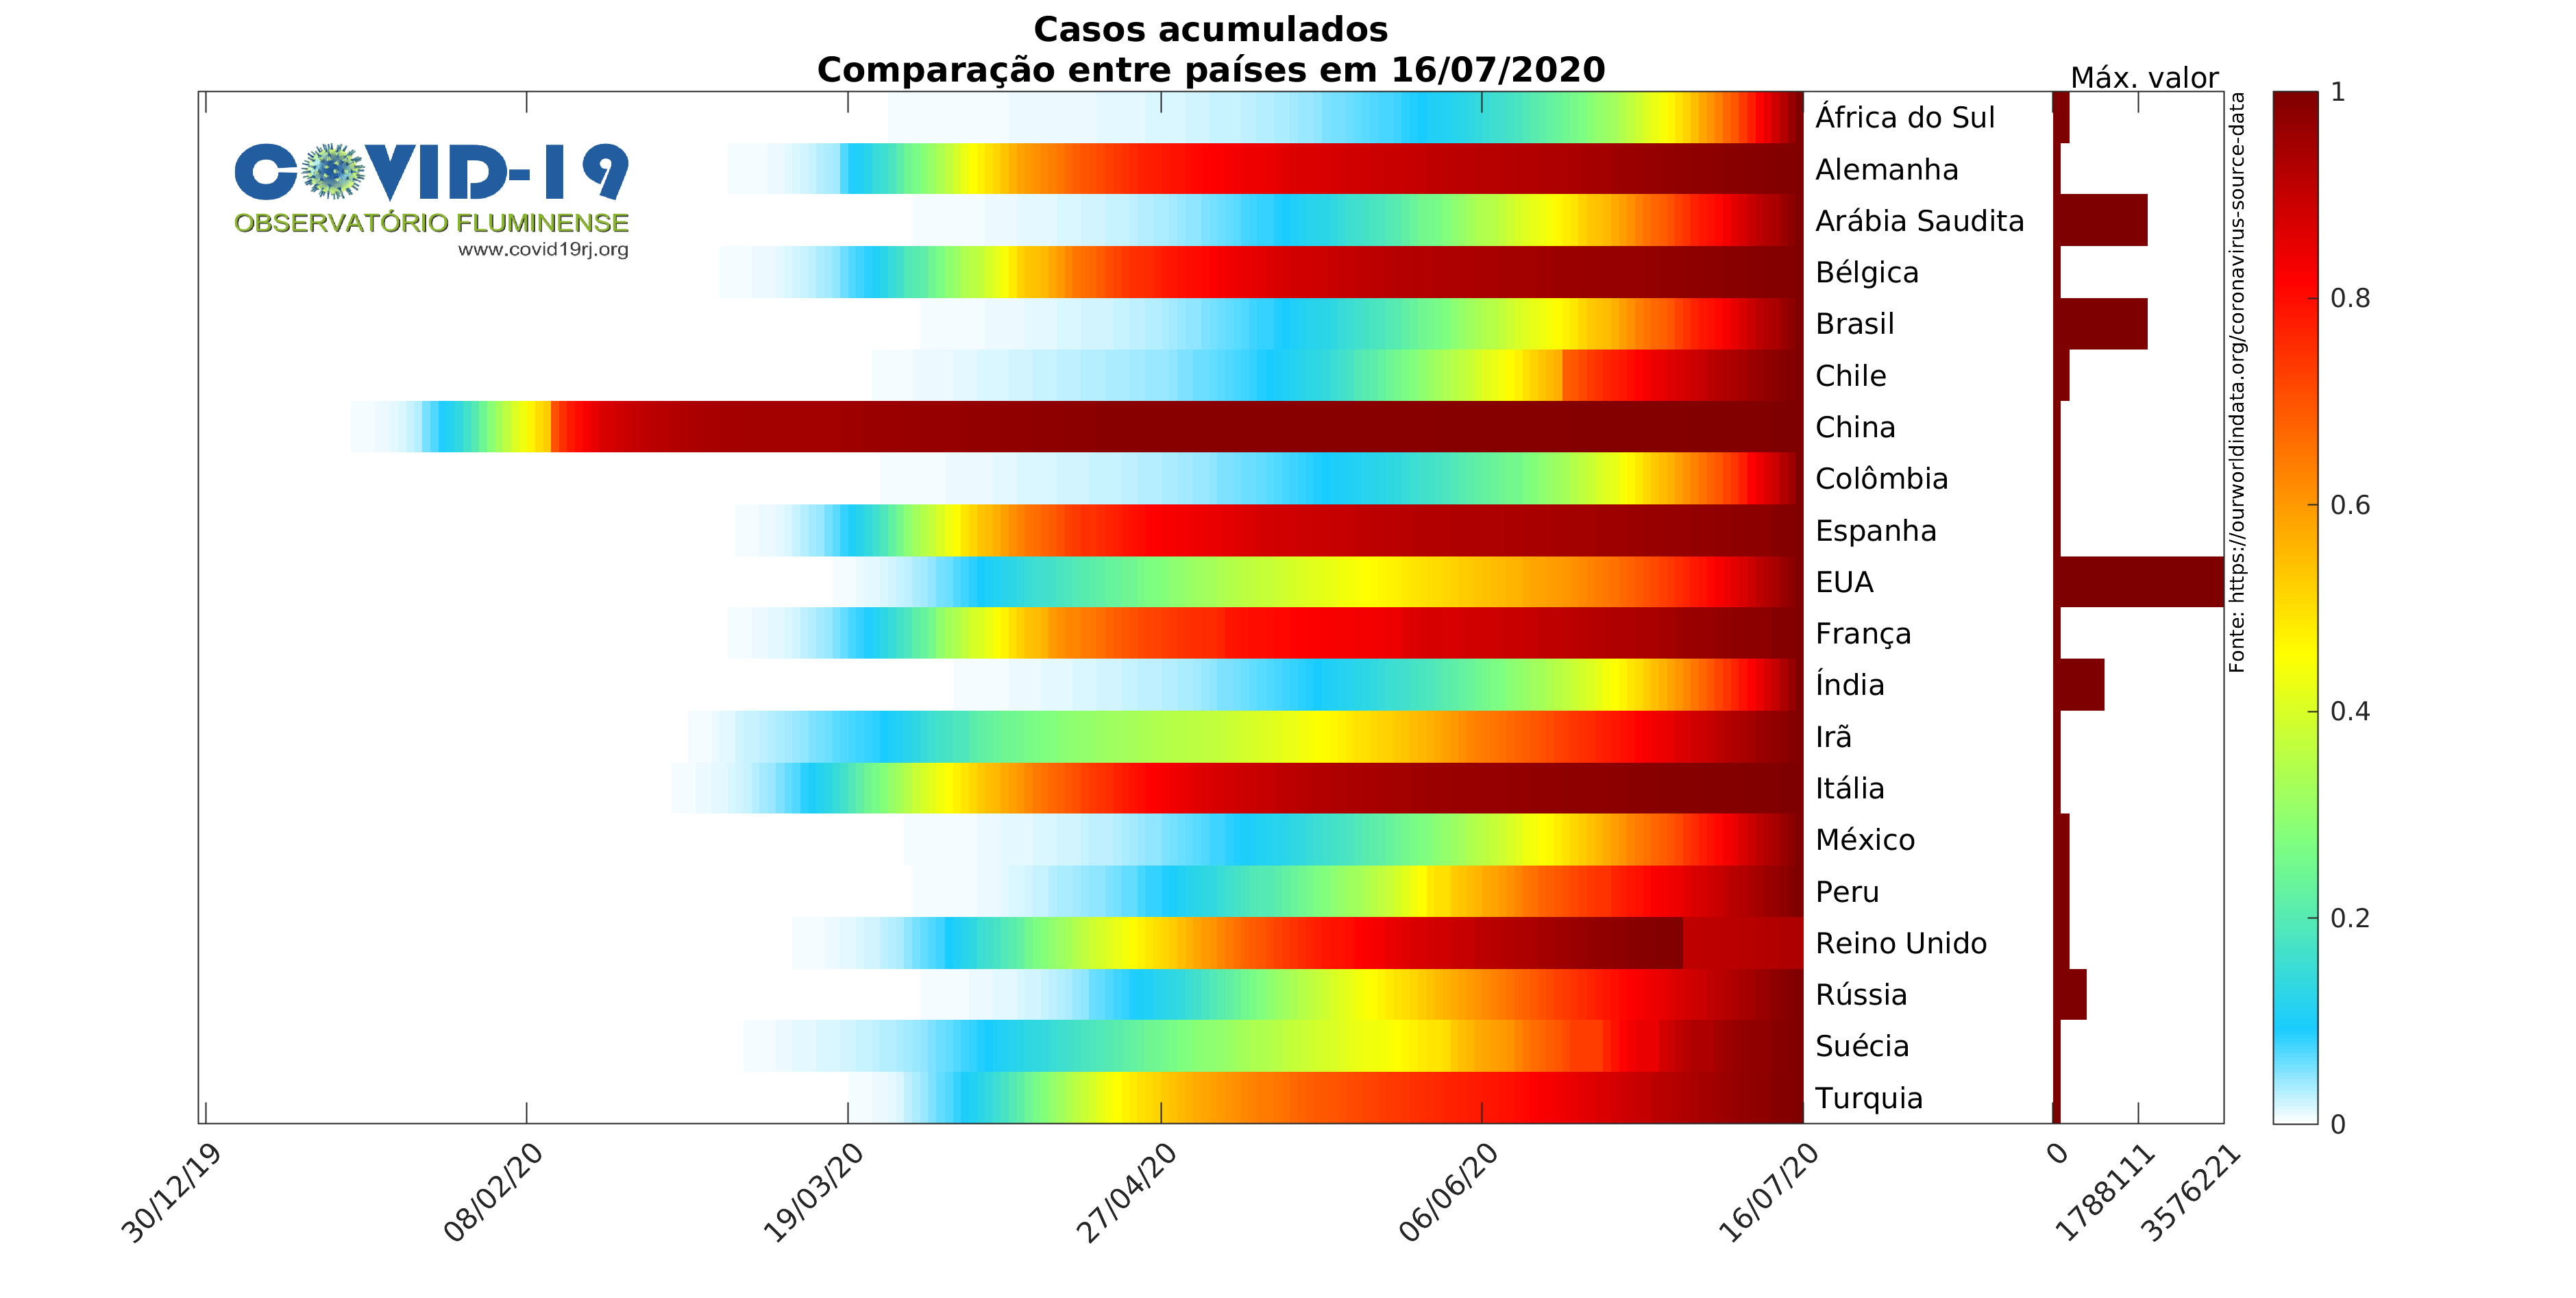 Casos acumulados
Comparação entre países em 16/07/2020
Máx. valor
COVID-19
OBSERVATÓRIO FLUMINENSE
www.covid19rj.org
África do Sul
Alemanha
Arábia Saudita
Bélgica
Brasil
Chile
China
Colômbia
Espanha
EUA
França
Índia
Irã
Itália
México
Peru
Reino Unido
Rússia
Suécia
Turquia
Fonte: https://ourworldindata.org/coronavirus-source-data
1
0.8
0.6
0.4
0.2
0
30/12/19
08/02/20
19/03/20
27/04/20
06/06/20
16/07/20
0
1788111
3576221